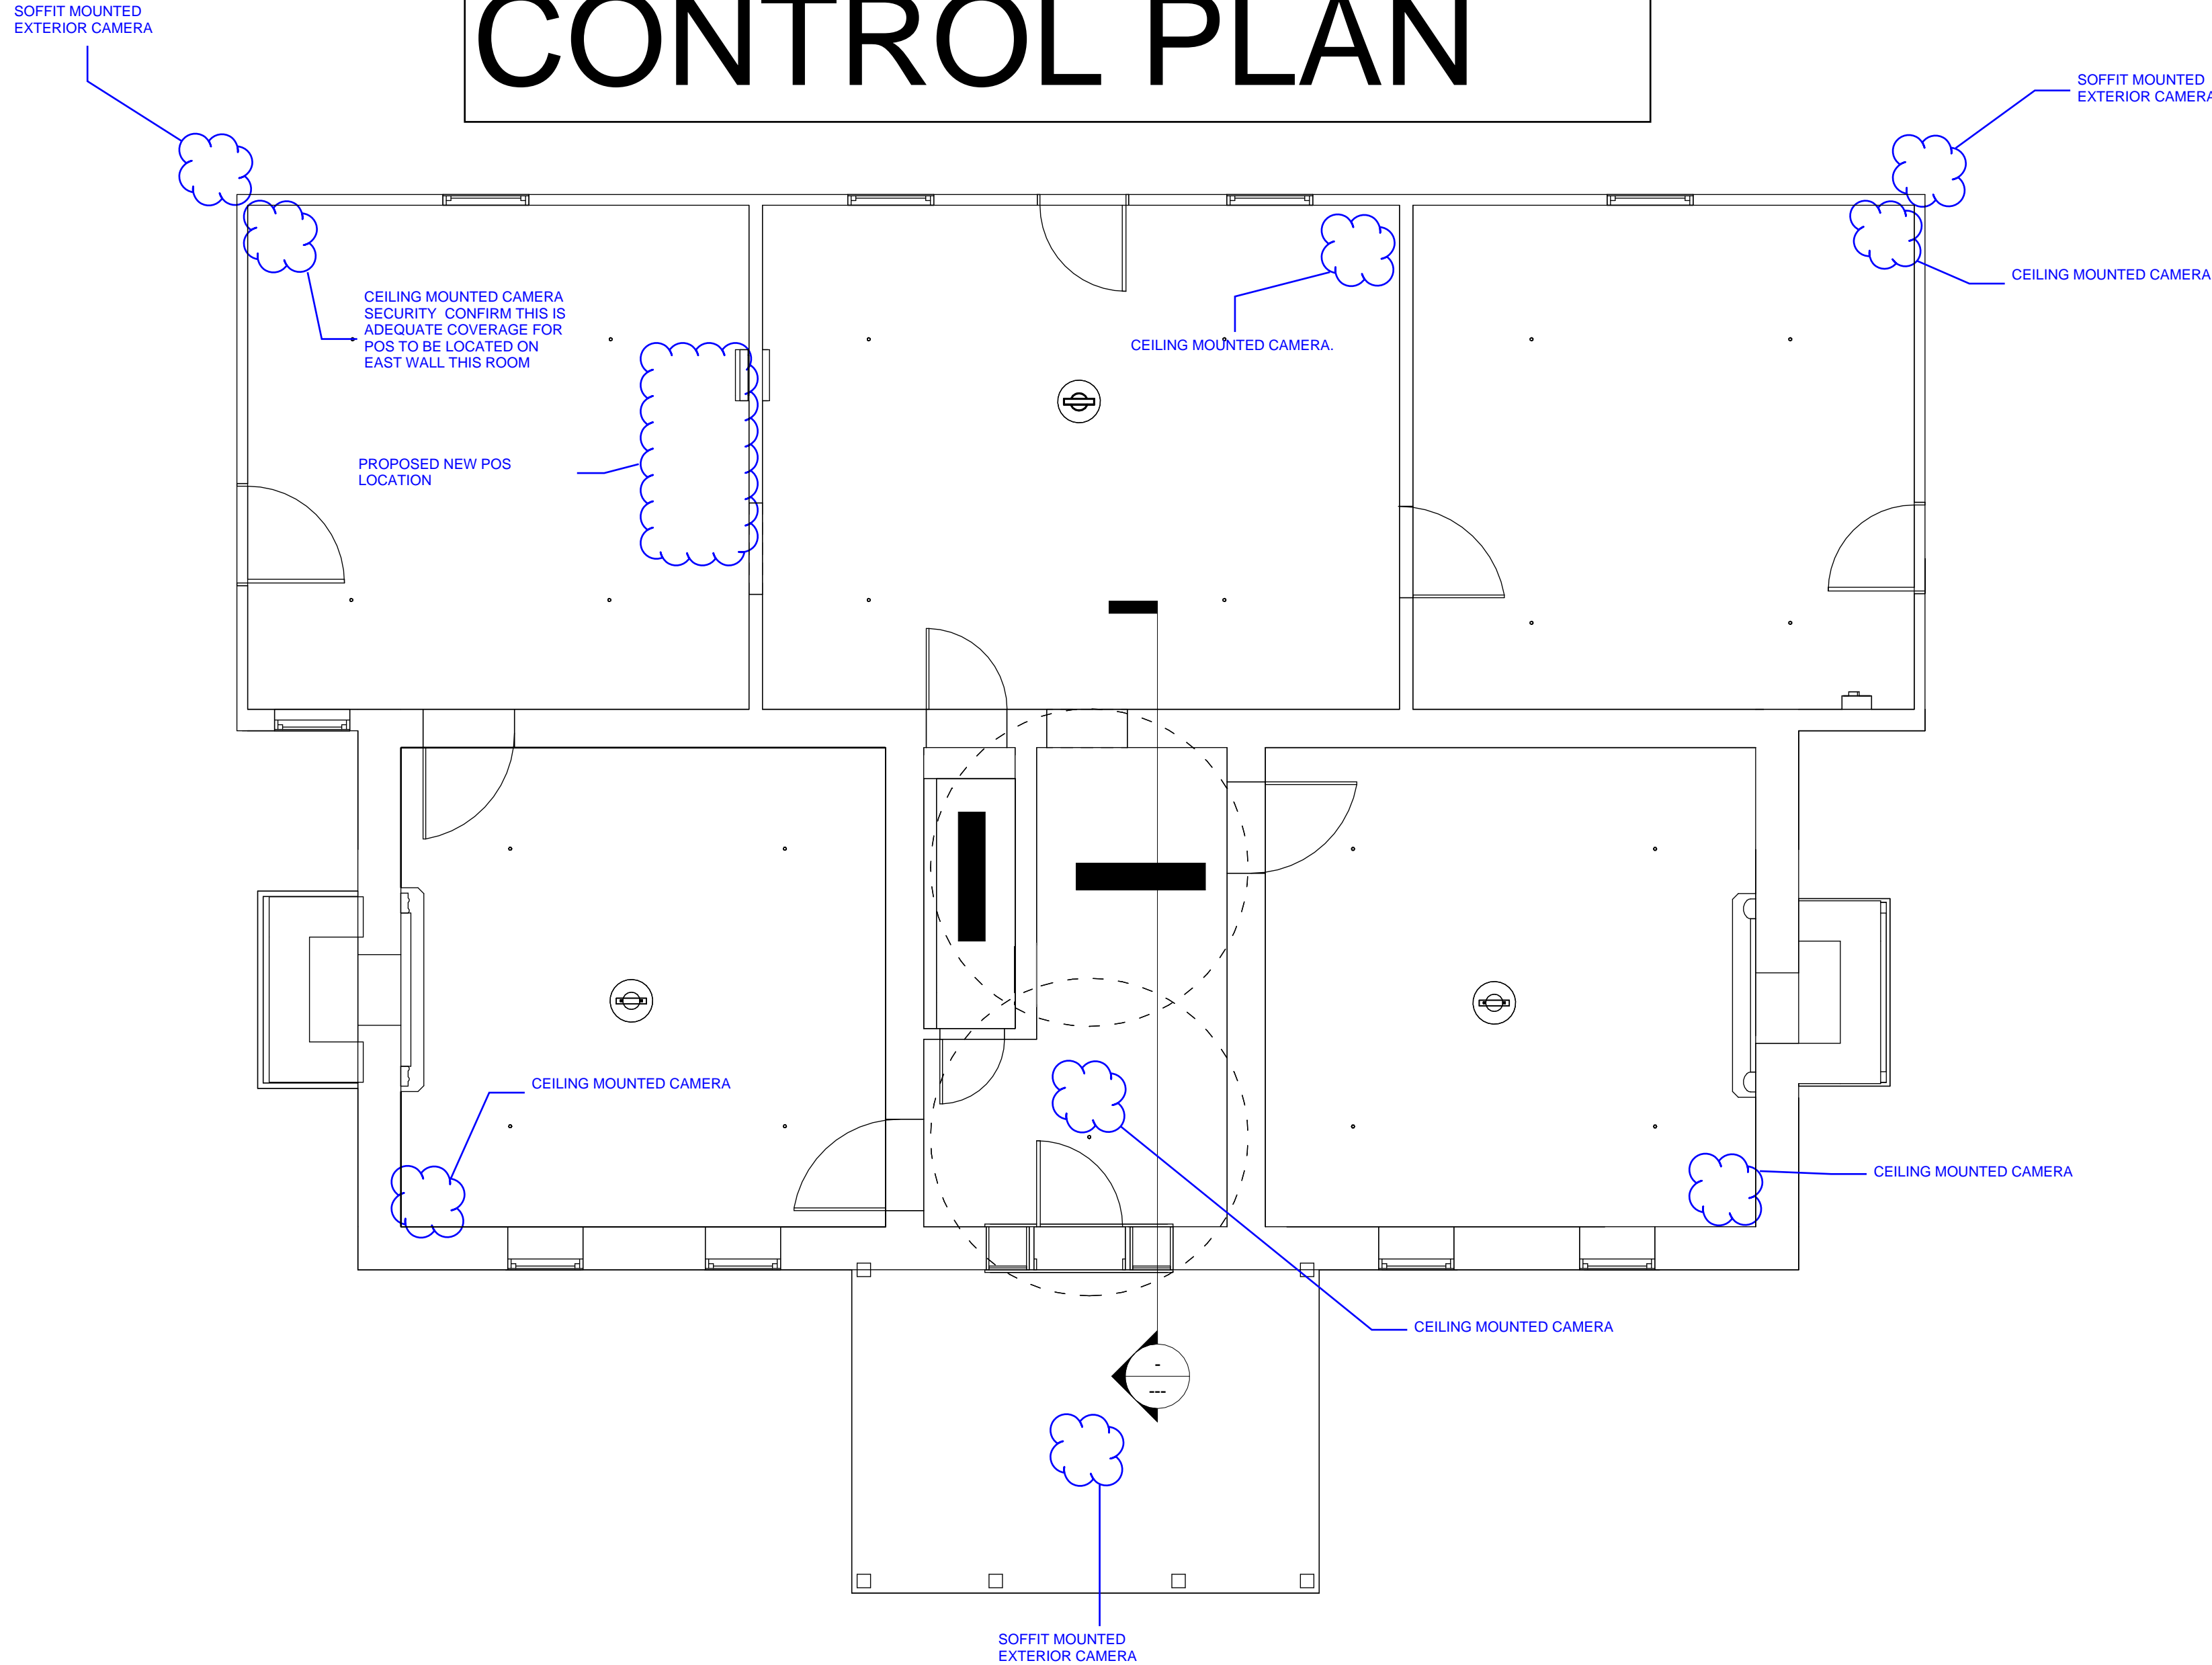 CONTROL PLAN
SOFFIT MOUNTED
EXTERIOR CAMERA
SOFFIT MOUNTED
EXTERIOR CAMERA
CEILING MOUNTED CAMERA
CEILING MOUNTED CAMERA
SECURITY  CONFIRM THIS IS
ADEQUATE COVERAGE FOR
POS TO BE LOCATED ON
EAST WALL THIS ROOM
CEILING MOUNTED CAMERA.
PROPOSED NEW POS
LOCATION
CEILING MOUNTED CAMERA
CEILING MOUNTED CAMERA
CEILING MOUNTED CAMERA
-
---
SOFFIT MOUNTED
EXTERIOR CAMERA